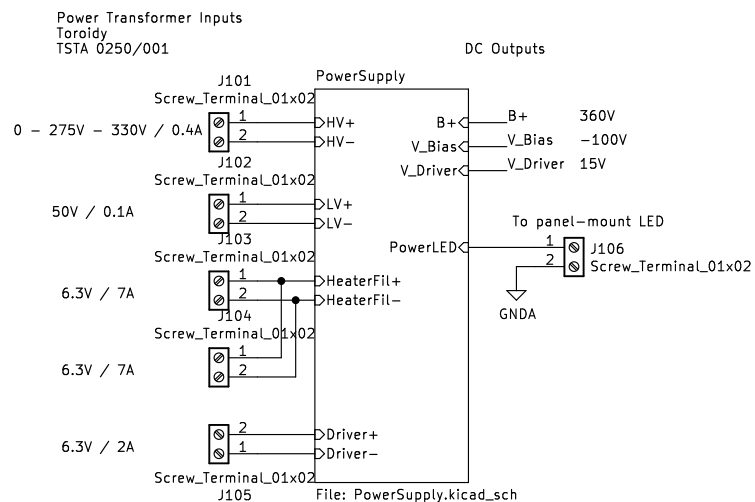 Power Transformer Inputs
Toroidy
TSTA 0250/001
DC Outputs
J101
PowerSupply
Screw_Terminal_01x02
0 - 275V - 330V / 0.4A
1
HV+
2
HV-
B+
B+
360V
V_Bias
V_Bias
-100V
V_Driver
V_Driver
15V
J102
Screw_Terminal_01x02
50V / 0.1A
1
LV+
2
LV-
To panel-mount LED
J103
Screw_Terminal_01x02
PowerLED
1
J106
2
Screw_Terminal_01x02
GNDA
6.3V / 7A
1
HeaterFil+
2
HeaterFil-
J104
Screw_Terminal_01x02
6.3V / 7A
1
2
6.3V / 2A
2
Driver+
1
Driver-
Screw_Terminal_01x02
J105
File: PowerSupply.kicad_sch